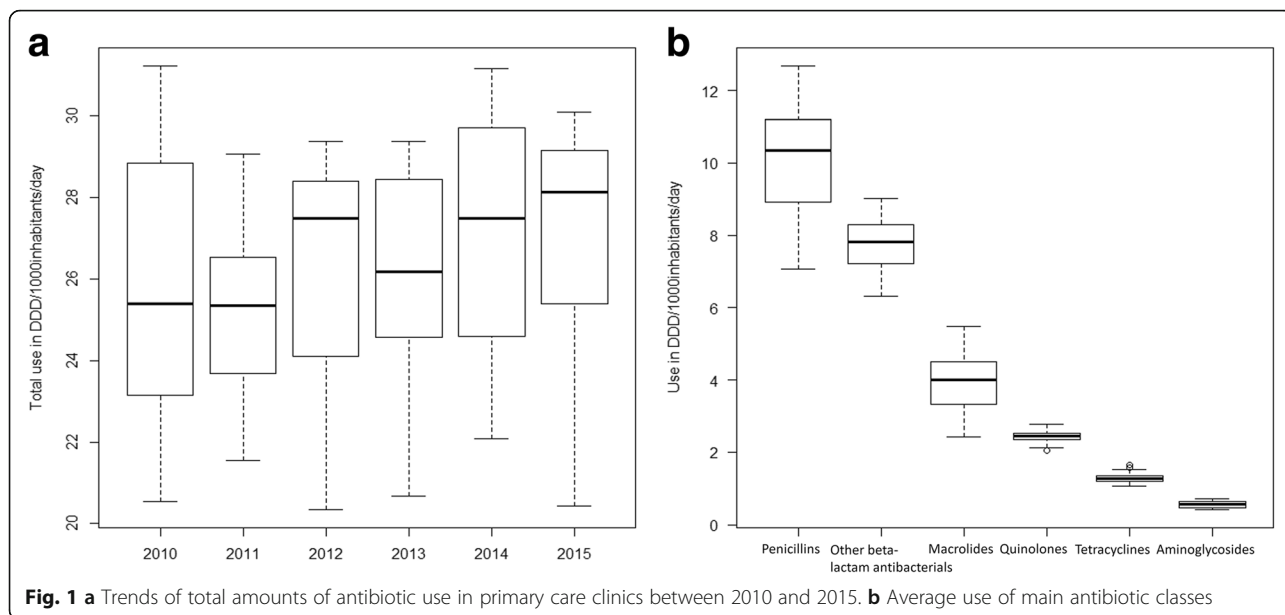 a
Total use in DDD/1000inhabitants/day
30
28
26
24
22
20
2010 2011 2012 2013 2014 2015
b
Use in DDD/1000inhabitants/day
12
10
8
6
4
2
0
Penicillins Other beta- Macrolides Quinolones Tetracyclines Aminoglycosides
lactam antibacterials
Fig. 1 a Trends of total amounts of antibiotic use in primary care clinics between 2010 and 2015. b Average use of main antibiotic classes